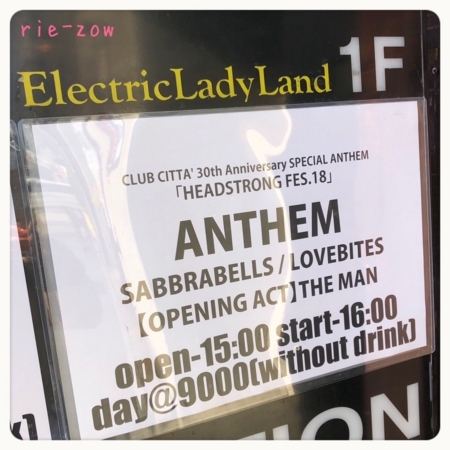 rie-zow
ElectricLadyLand 1F
CLUB CITTA' 30th Anniversary SPECIAL ANTHEM
「HEADSTRONG FES.18」
ANTHEM
SABBRABELLS / LOVEBITES
【OPENING ACT】THE MAN
open-15:00 start-16:00
day@9000(without drink)